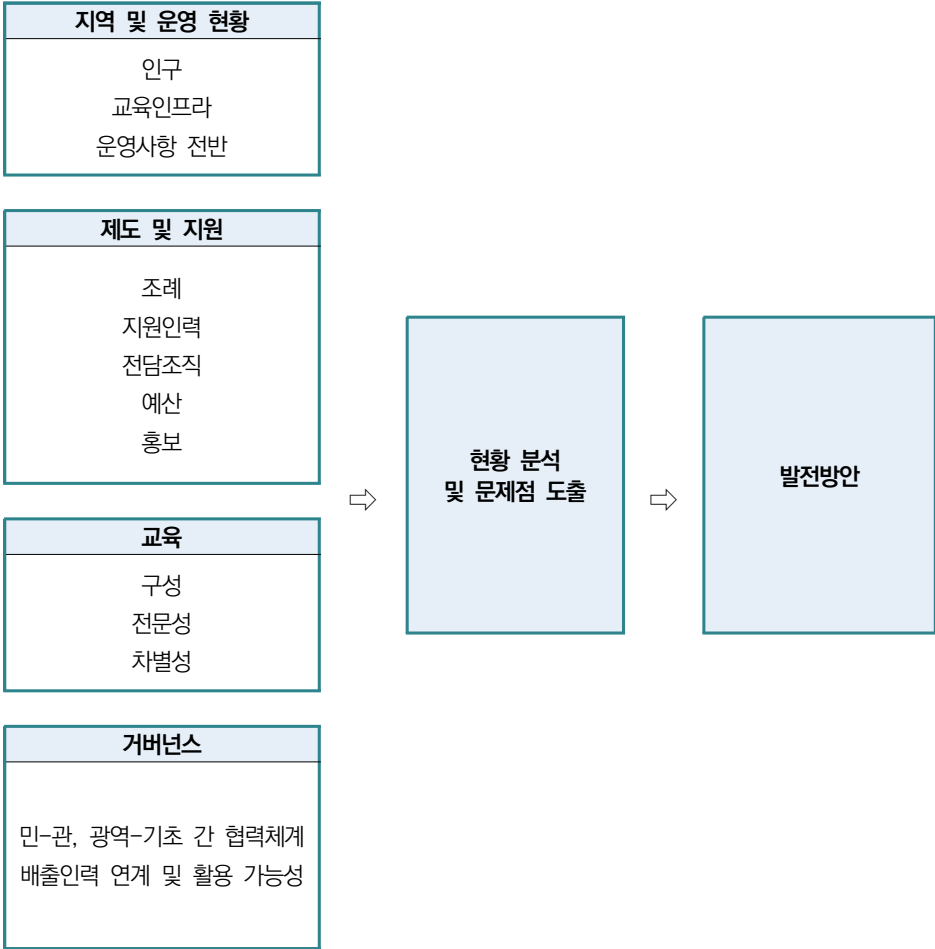 지역 및 운영 현황
인구
교육인프라
운영사항 전반
제도 및 지원
조례
지원인력
전담조직
예산
홍보
교육
구성
전문성
차별성
거버넌스
민-관, 광역-기초 간 협력체계
배출인력 연계 및 활용 가능성
⇨
현황 분석
및 문제점 도출
⇨
발전방안